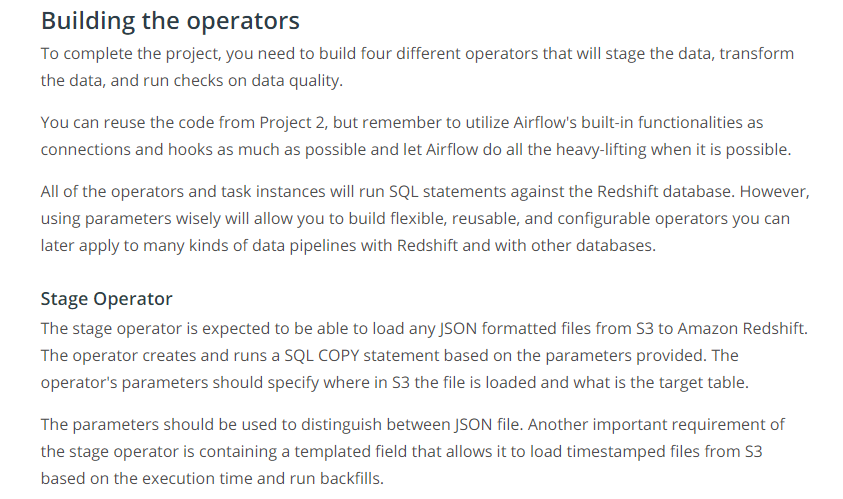 Building the operators
To complete the project, you need to build four different operators that will stage the data, transform
the data, and run checks on data quality.
You can reuse the code from Project 2, but remember to utilize Airflow's built-in functionalities as
connections and hooks as much as possible and let Airflow do all the heavy-lifting when it is possible.
All of the operators and task instances will run SQL statements against the Redshift database. However,
using parameters wisely will allow you to build flexible, reusable, and configurable operators you can
later apply to many kinds of data pipelines with Redshift and with other databases.
Stage Operator
The stage operator is expected to be able to load any JSON formatted files from S3 to Amazon Redshift.
The operator creates and runs a SQL COPY statement based on the parameters provided. The
operator's parameters should specify where in S3 the file is loaded and what is the target table.
The parameters should be used to distinguish between JSON file. Another important requirement of
the stage operator is containing a templated field that allows it to load timestamped files from S3
based on the execution time and run backfills.